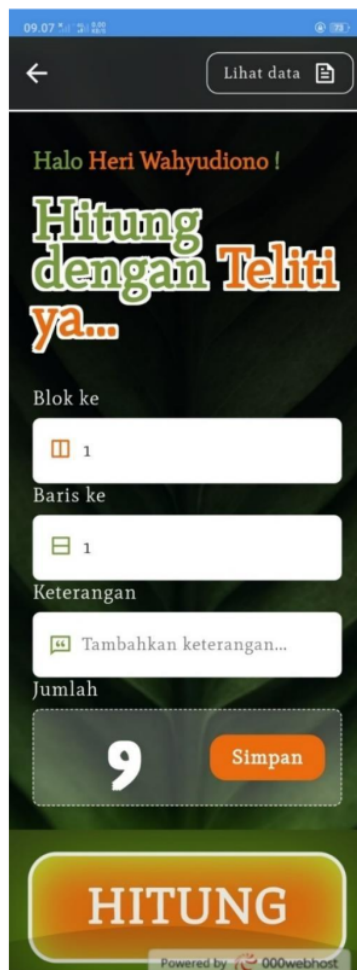 09.07
Lihat data
Halo Heri Wahyudiono !
Hitung
dengan Teliti
ya...
Blok ke
1
Baris ke
1
Keterangan
Tambahkan keterangan...
Jumlah
9
Simpan
HITUNG
Powered by 000webhost